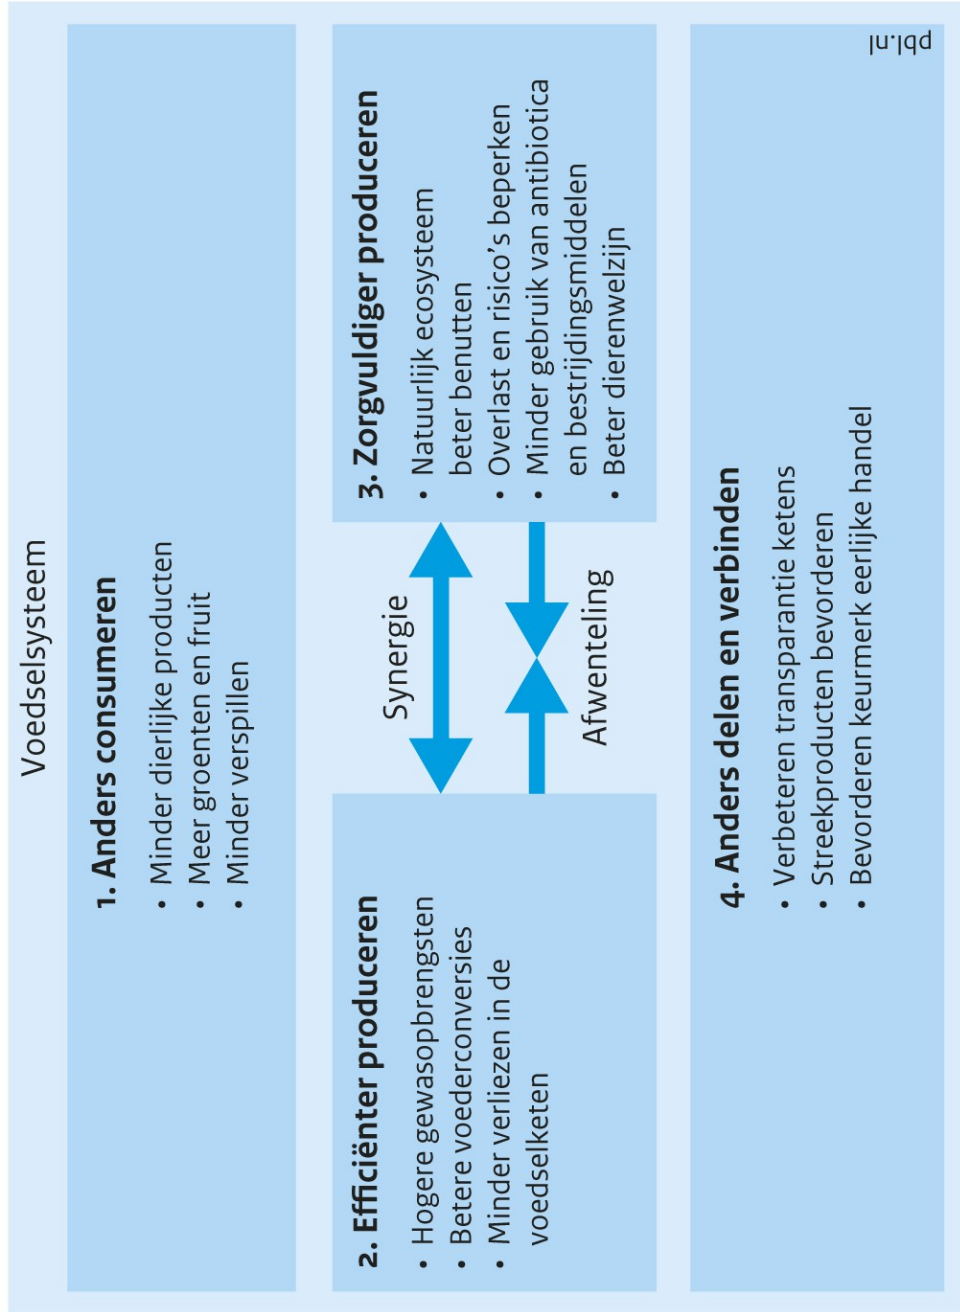 Voedselsysteem
1. Anders consumeren
• Minder dierlijke producten
• Meer groenten en fruit
• Minder verspillen
2. Efficiënter produceren
• Hogere gewasopbrengsten
• Betere voederconversies
• Minder verliezen in de
voedselketen
Synergie
Afwenteling
3. Zorgvuldiger produceren
• Natuurlijk ecosysteem
beter benutten
• Overlast en risico's beperken
• Minder gebruik van antibiotica
en bestrijdingsmiddelen
• Beter dierenwelzijn
4. Anders delen en verbinden
• Verbeteren transparantie ketens
• Streekproducten bevorderen
• Bevorderen keurmerk eerlijke handel
pbl.nl